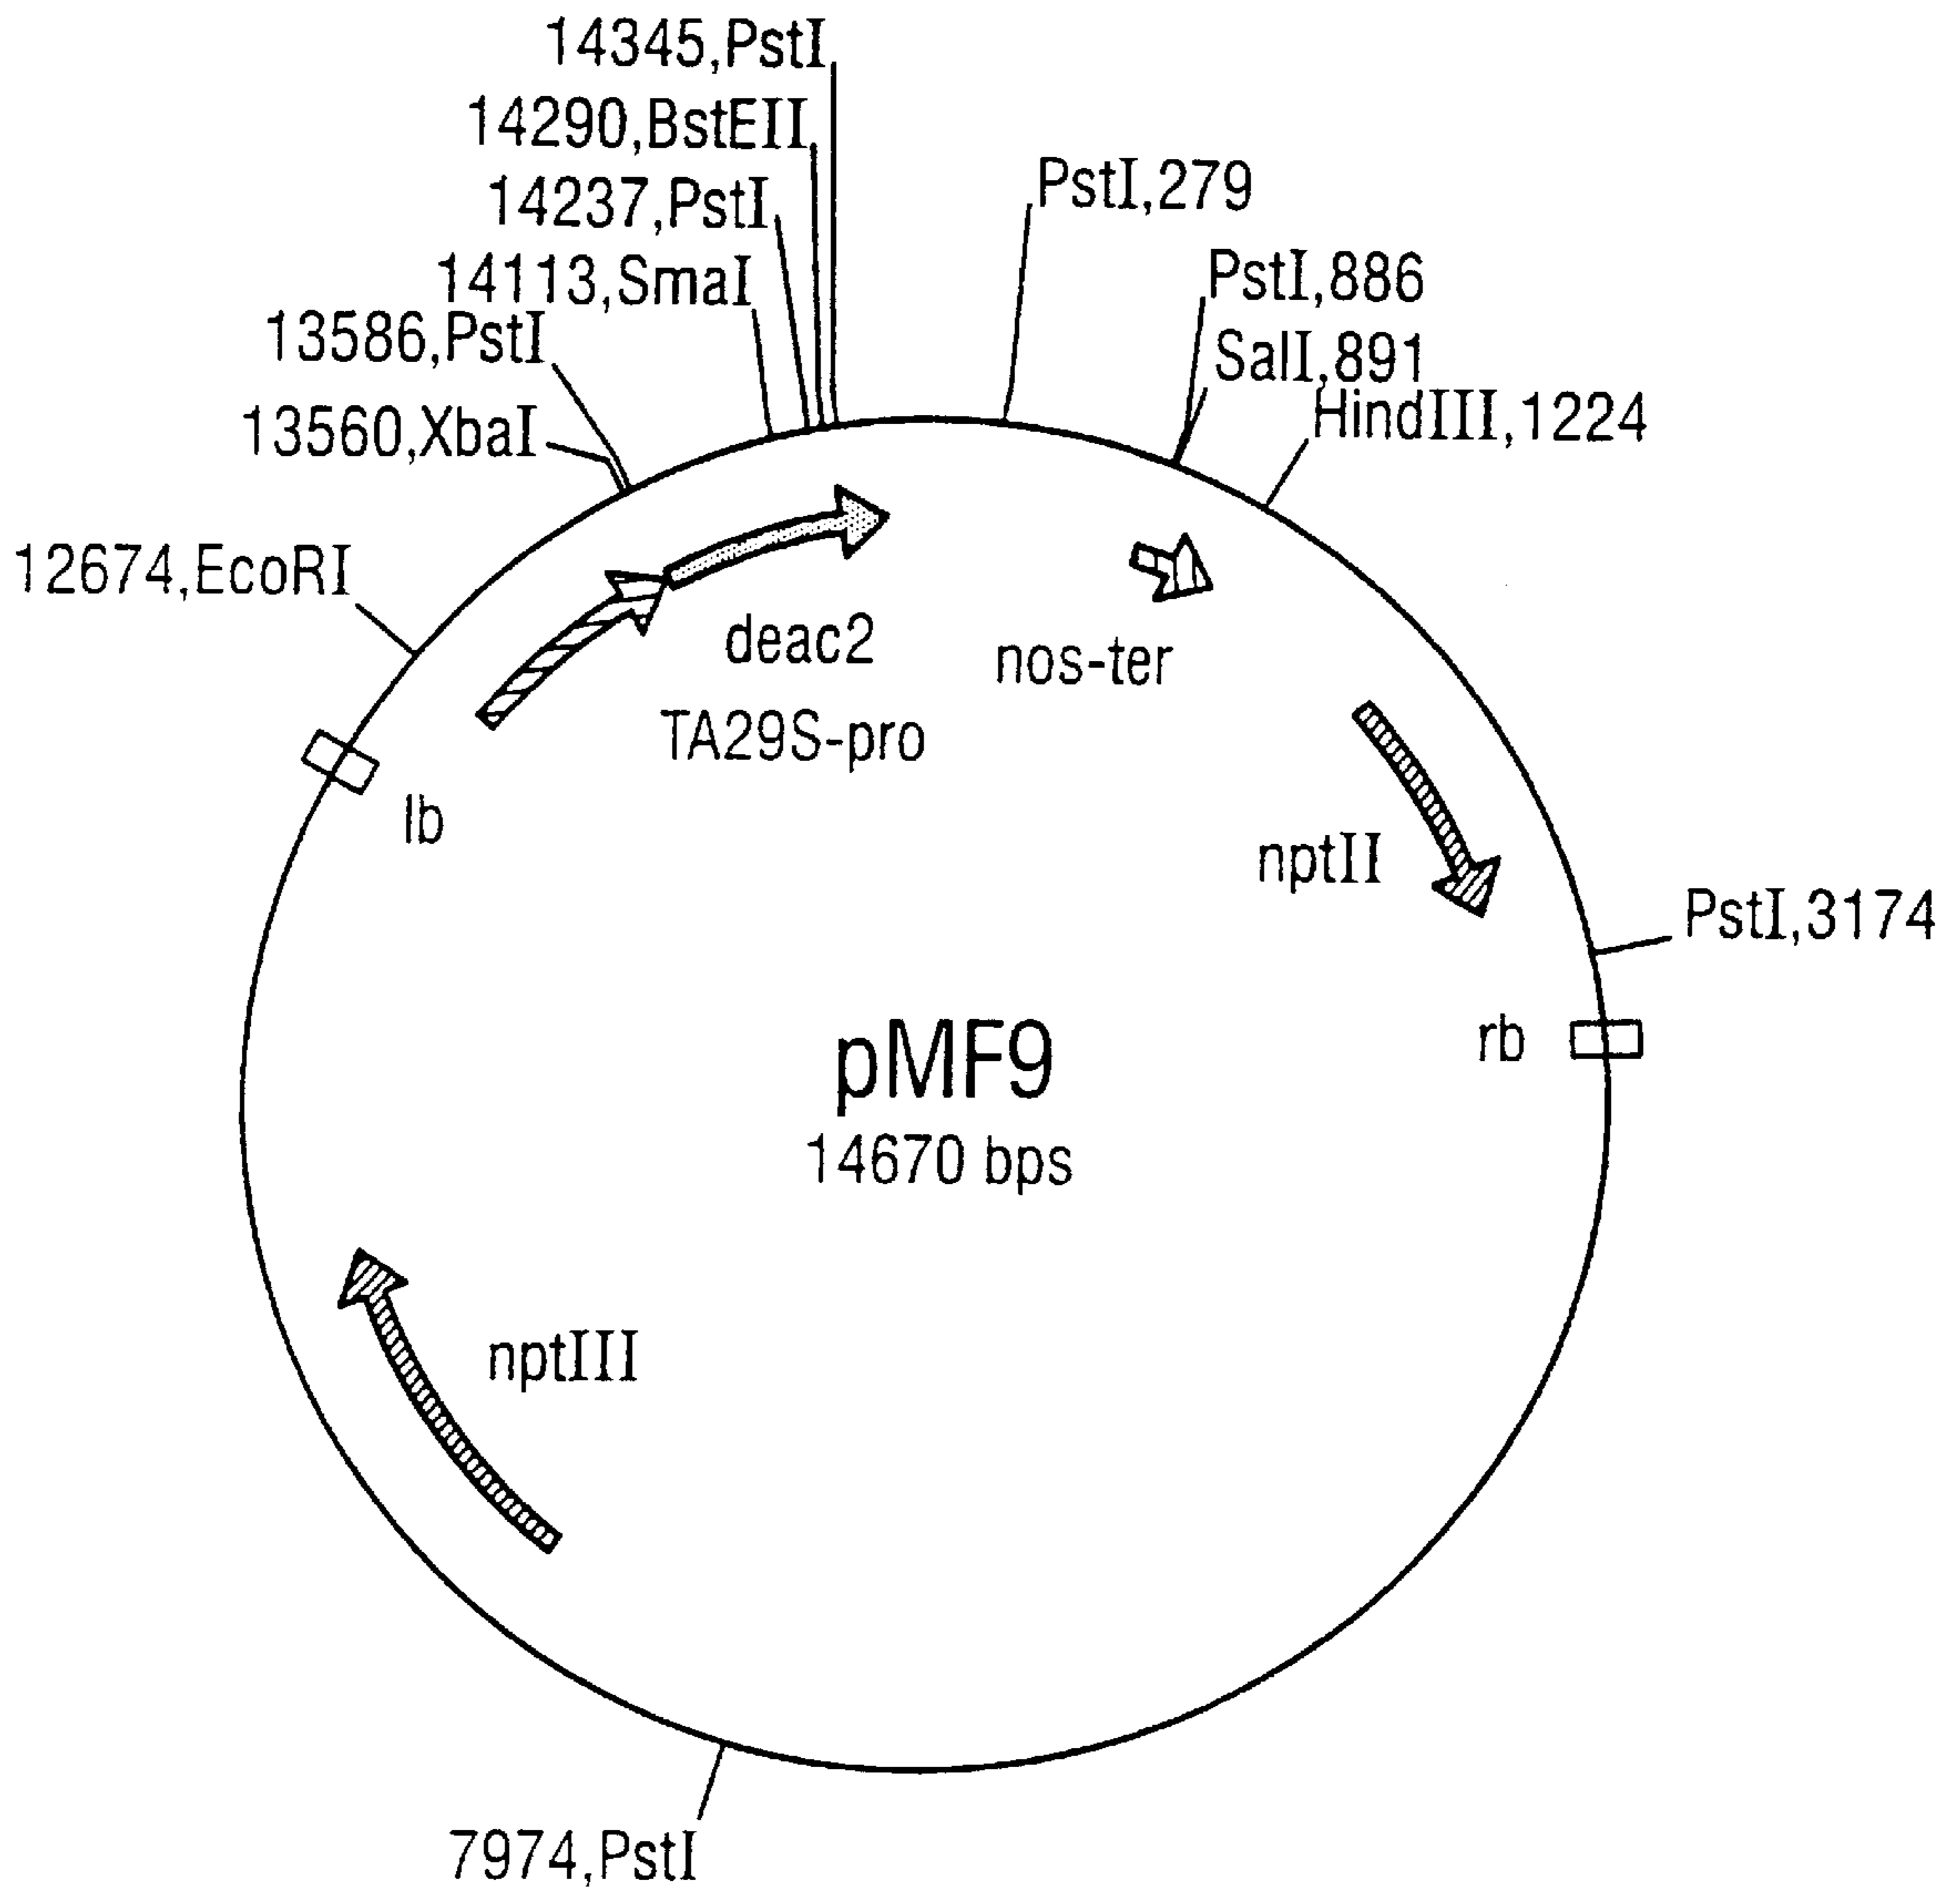 14345,PstI
14290,BstEII
14237,PstI
14113,SmaI
13586,PstI
13560,XbaI
12674,EcoRI
PstI,279
PstI,886
SalI,891
HindIII,1224
deac2
TA29S-pro
nos-ter
lb
nptII
PstI,3174
rb
pMF9
14670 bps
nptIII
7974,PstI